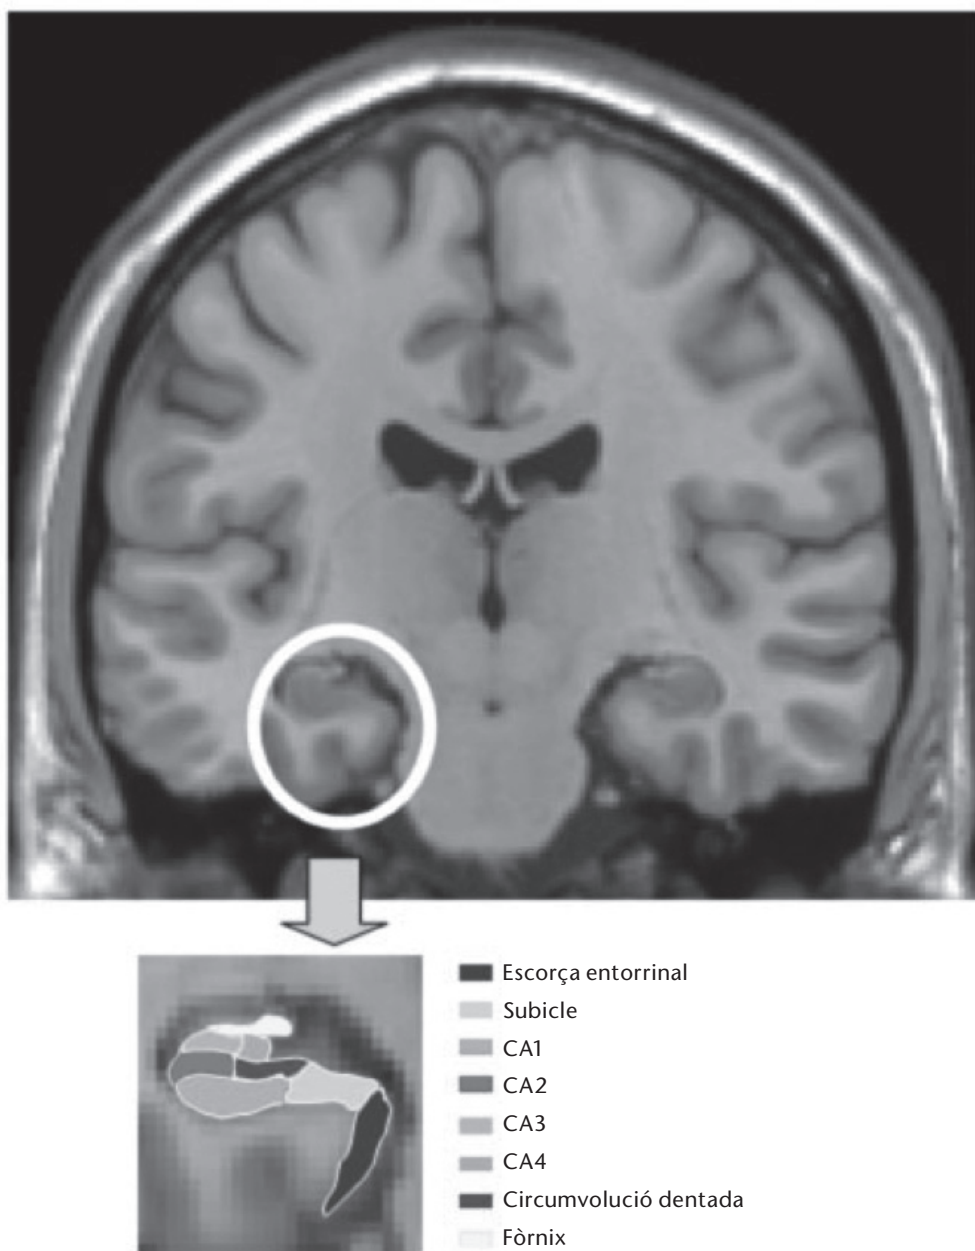 Escorça entorrinal
Subicle
CA1
CA2
CA3
CA4
Circumvolució dentada
Fòrnix